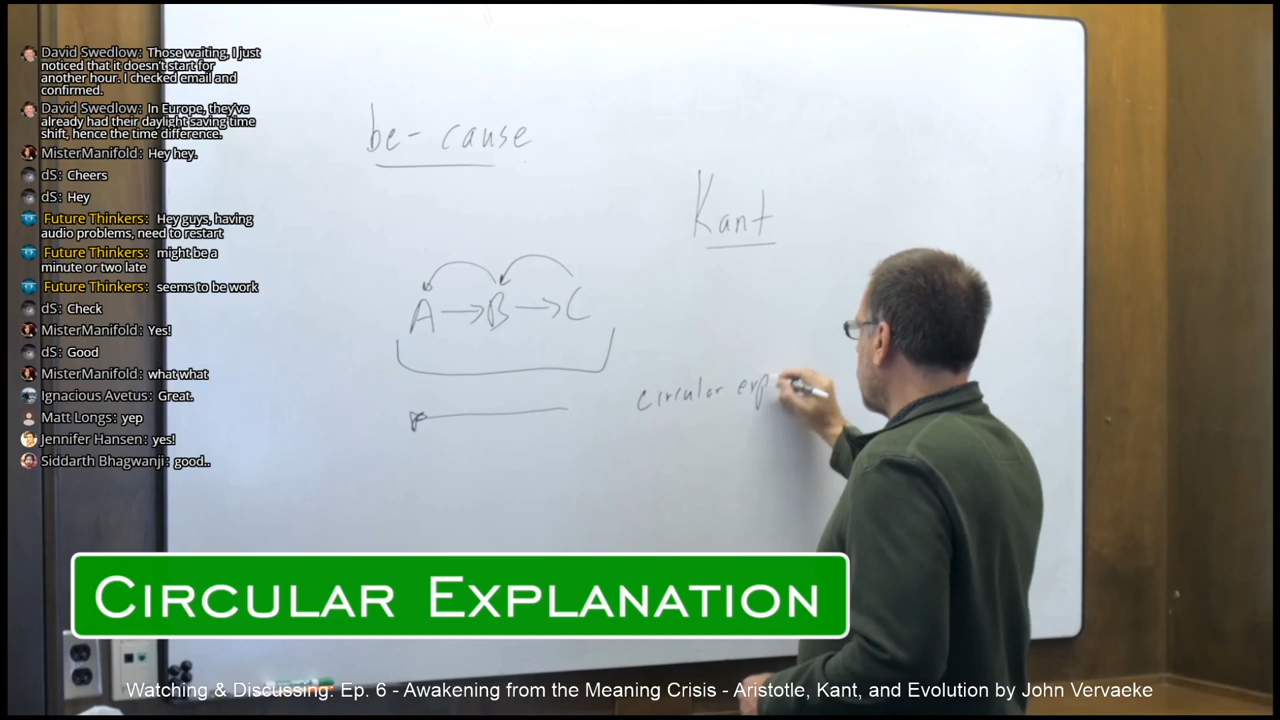 David Swedlow: Those waiting, I just
noticed that it doesn't start for
another hour. I checked email and
confirmed.
David Swedlow: In Europe, they've
already had their daylight saving time
shift, hence the time difference.
MisterManifold: Hey hey.
dS: Cheers
dS: Hey
Future Thinkers: Hey guys, having
audio problems, need to restart
Future Thinkers: might be a
minute or two late
Future Thinkers: seems to be work
dS: Check
MisterManifold: Yes!
dS: Good
MisterManifold: what what
Ignacious Avetep: Great.
Matt Longs: yep
Jennifer Hansen: yes!
Siddarth Bhagwanji: good..
be-cause
Kant
A → B → C
circular exp
CIRCULAR EXPLANATION
Watching & Discussing: Ep. 6 - Awakening from the Meaning Crisis - Aristotle, Kant, and Evolution by John Vervaeke